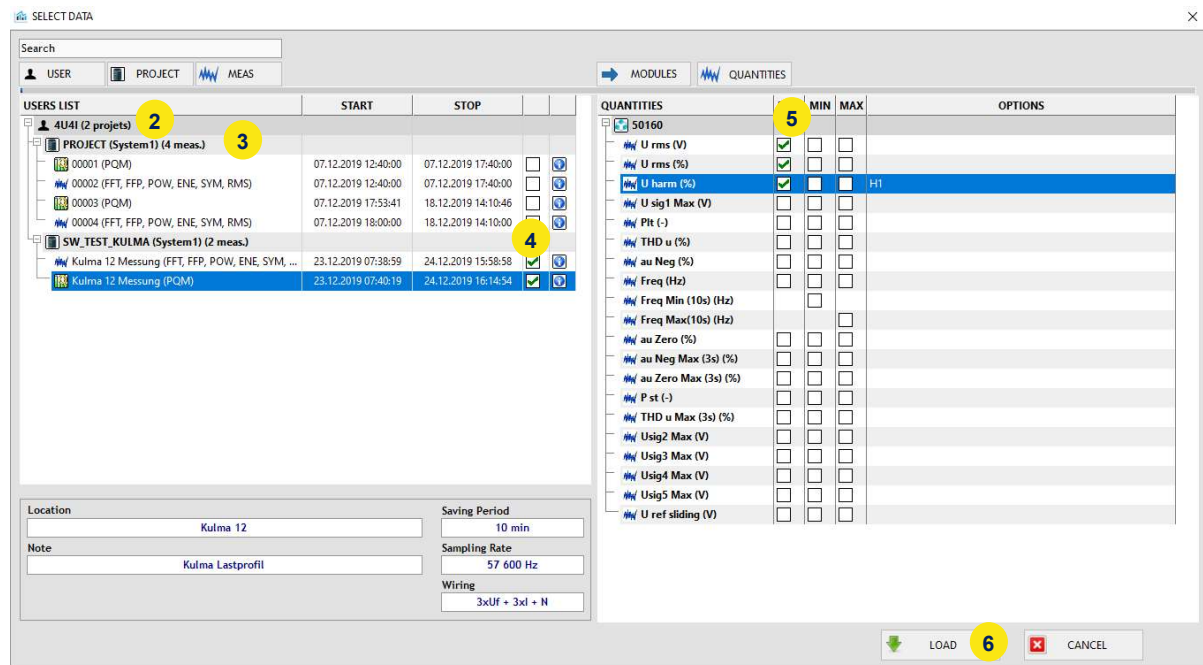 SELECT DATA
Search
USER PROJECT MEAS MODULES QUANTITIES
USERS LIST START STOP
4U4I (2 projets) 2
PROJECT (System1) (4 meas.) 3
00001 (PQM) 07.12.2019 12:40:00 07.12.2019 17:40:00
00002 (FFT, FFP, POW, ENE, SYM, RMS) 07.12.2019 12:40:00 07.12.2019 17:40:00
00003 (PQM) 07.12.2019 17:53:41 18.12.2019 14:10:46
00004 (FFT, FFP, POW, ENE, SYM, RMS) 07.12.2019 18:00:00 18.12.2019 14:10:00
SW_TEST_KULMA (System1) (2 meas.) 4
Kulma 12 Messung (FFT, FFP, POW, ENE, SYM, ... 23.12.2019 07:38:59 24.12.2019 15:58:58
Kulma 12 Messung (PQM) 23.12.2019 07:40:19 24.12.2019 16:14:54
Location
Kulma 12
Note
Kulma Lastprofil
Saving Period
10 min
Sampling Rate
57 600 Hz
Wiring
3xUf + 3xI + N
QUANTITIES 5 MIN MAX OPTIONS
50160
U rms (V)
U rms (%)
U harm (%) H1
U sig1 Max (V)
Plt (-)
THD u (%)
au Neg (%)
Freq (Hz)
Freq Min (10s) (Hz)
Freq Max(10s) (Hz)
au Zero (%)
au Neg Max (3s) (%)
au Zero Max (3s) (%)
P st (-)
THD u Max (3s) (%)
Usig2 Max (V)
Usig3 Max (V)
Usig4 Max (V)
Usig5 Max (V)
U ref sliding (V)
LOAD 6 CANCEL